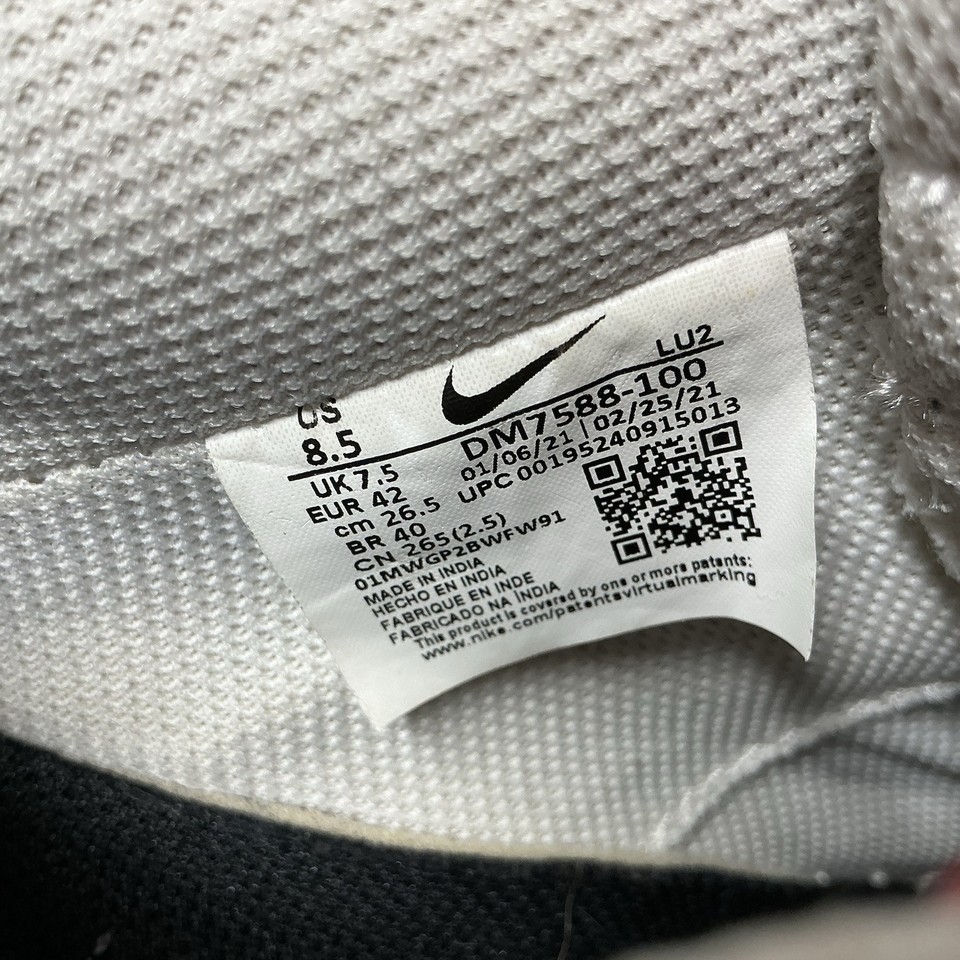 LU2
US
8.5
DM7588-100
01/06/21 | 02/25/21
UPC 00195240915013
UK 7.5
EUR 42
cm 26.5
BR 40
CN 265(2.5)
01MWGP2BWFW91
MADE IN INDIA
HECHO EN INDIA
FABRIQUE EN INDE
FABRICADO NA INDIA
This product is covered by one or more patents:
www.nike.com/patentsvirtualmarking